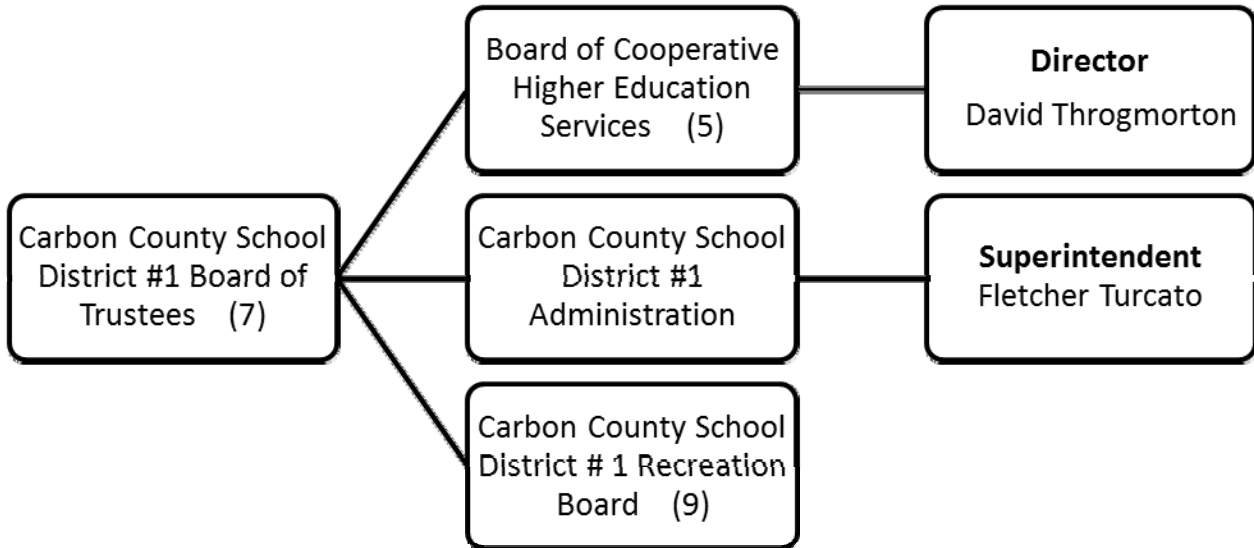 Board of Cooperative
Higher Education
Services (5)
Director
David Throgmorton
Carbon County School
District #1 Board of
Trustees (7)
Carbon County School
District #1
Administration
Superintendent
Fletcher Turcato
Carbon County School
District # 1 Recreation
Board (9)